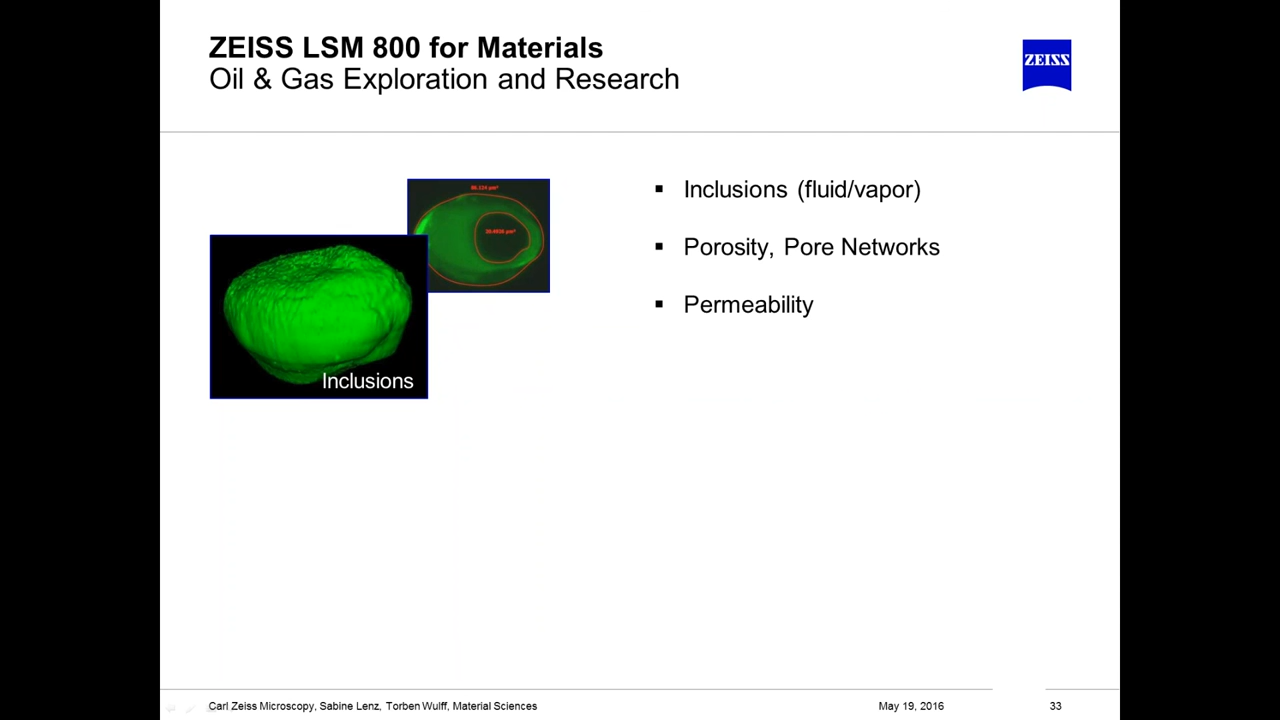 ZEISS LSM 800 for Materials
Oil & Gas Exploration and Research
ZEISS
Inclusions
▪ Inclusions (fluid/vapor)
▪ Porosity, Pore Networks
▪ Permeability
Carl Zeiss Microscopy, Sabine Lenz, Torben Wulff, Material Sciences
May 19, 2016
33